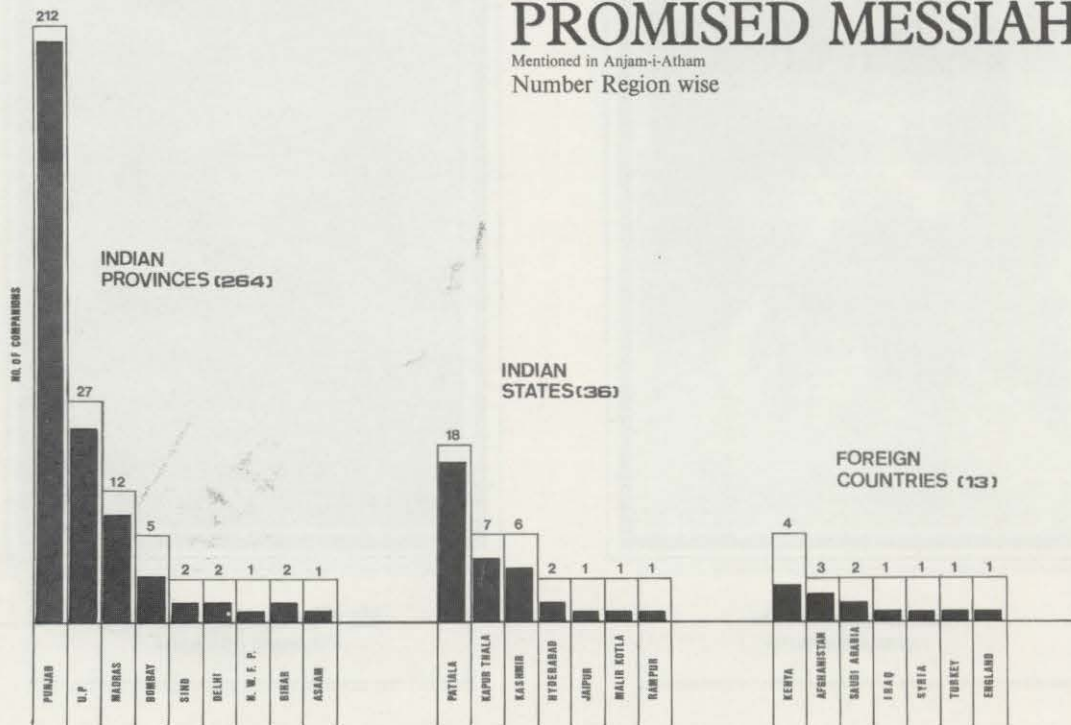 PROMISED MESSIAH
Mentioned in Anjam-i-Atham
Number Region wise
NO. OF COMPANIONS
INDIAN
PROVINCES (264)
212
27
12
5
2
2
1
2
1
PUNJAB
U.P
MADRAS
BOMBAY
SIND
DELHI
N. W. F. P.
BIHAR
ASAAM
INDIAN
STATES (36)
18
7
6
2
1
1
1
PATIALA
KAPUR THALA
KASHMIR
HYDERABAD
JAIPUR
MALIR KOTLA
RAMPUR
FOREIGN
COUNTRIES (13)
4
3
2
1
1
1
1
KENYA
AFGHANISTAN
SAUDI ARABIA
IRAQ
SYRIA
TURKEY
ENGLAND